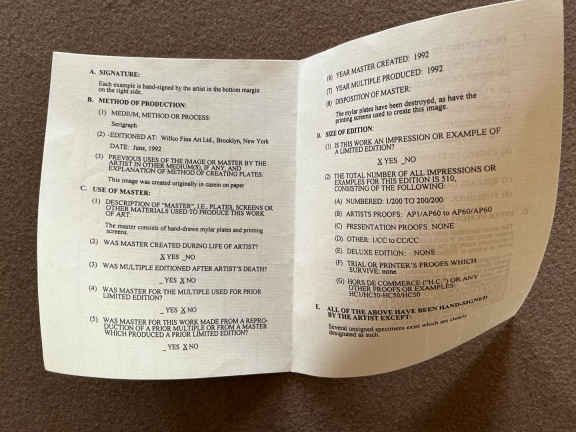 A. SIGNATURE:
Each example is hand-signed by the artist in the bottom margin
on the right side.
B. METHOD OF PRODUCTION:
(1) MEDIUM, METHOD OR PROCESS:
Serigraph
(2) -EDITIONED AT: Willco Fine Art Ltd., Brooklyn, New York
DATE: June, 1992
(3) PREVIOUS USES OF THE IMAGE OR MASTER BY THE
ARTIST IN OTHER MEDIUM(S), IF ANY, AND
EXPLANATION OF METHOD OF CREATING PLATES:
This image was created originally in casein on paper
C. USE OF MASTER:
(1) DESCRIPTION OF "MASTER", I.E., PLATES, SCREENS OR
OTHER MATERIALS USED TO PRODUCE THIS WORK
OF ART:
The master consists of hand-drawn mylar plates and printing
screens.
(2) WAS MASTER CREATED DURING LIFE OF ARTIST?
X YES _NO
(3) WAS MULTIPLE EDITIONED AFTER ARTIST'S DEATH?
_ YES X NO
(4) WAS MASTER FOR THE MULTIPLE USED FOR PRIOR
LIMITED EDITION?
_ YES X NO
(5) WAS MASTER FOR THIS WORK MADE FROM A REPRO-
DUCTION OF A PRIOR MULTIPLE OR FROM A MASTER
WHICH PRODUCED A PRIOR LIMITED EDITION?
_ YES X NO
(6) YEAR MASTER CREATED: 1992
(7) YEAR MULTIPLE PRODUCED: 1992
(8) DISPOSITION OF MASTER:
The mylar plates have been destroyed, as have the
printing screens used to create this image.
D. SIZE OF EDITION:
(1) IS THIS WORK AN IMPRESSION OR EXAMPLE OF
A LIMITED EDITION?
X YES _NO
(2) THE TOTAL NUMBER OF ALL IMPRESSIONS OR
EXAMPLES FOR THIS EDITION IS 510,
CONSISTING OF THE FOLLOWING:
(A) NUMBERED: 1/200 TO 200/200
(B) ARTISTS PROOFS: AP1/AP60 to AP60/AP60
(C) PRESENTATION PROOFS: NONE
(D) OTHER: I/CC to CC/CC
(E) DELUXE EDITION: NONE
(F) TRIAL OR PRINTER'S PROOFS WHICH
SURVIVE: none
(G) HORS DE COMMERCE ("H.C.") OR ANY
OTHER PROOFS OR EXAMPLES:
HC1/HC50-HC50/HC50
E. ALL OF THE ABOVE HAVE BEEN HAND-SIGNED
BY THE ARTIST EXCEPT:
Several unsigned specimens exist which are clearly
designated as such.